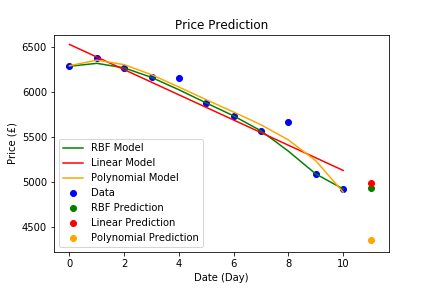 Price Prediction
6500
6000
5500
5000
4500
Price (£)
RBF Model
Linear Model
Polynomial Model
Data
RBF Prediction
Linear Prediction
Polynomial Prediction
0 2 4 6 8 10
Date (Day)